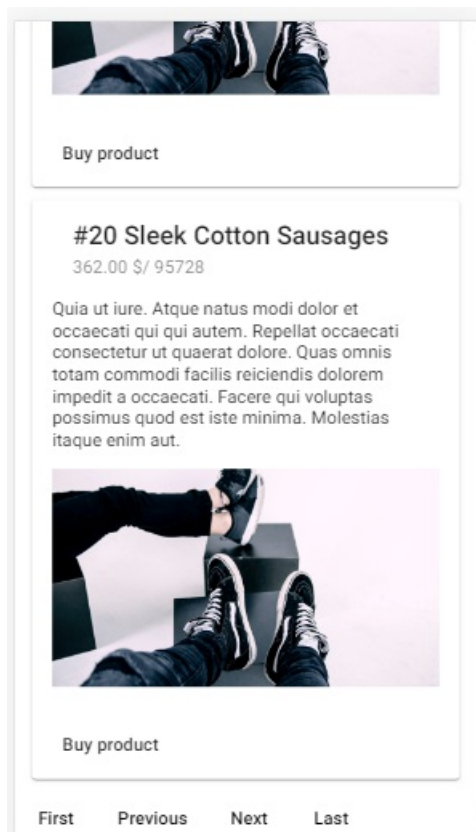 Buy product
#20 Sleek Cotton Sausages
362.00 $/ 95728
Quia ut iure. Atque natus modi dolor et
occaecati qui qui autem. Repellat occaecati
consectetur ut quaerat dolore. Quas omnis
totam commodi facilis reiciendis dolorem
impedit a occaecati. Facere qui voluptas
possimus quod est iste minima. Molestias
itaque enim aut.
Buy product
First Previous Next Last